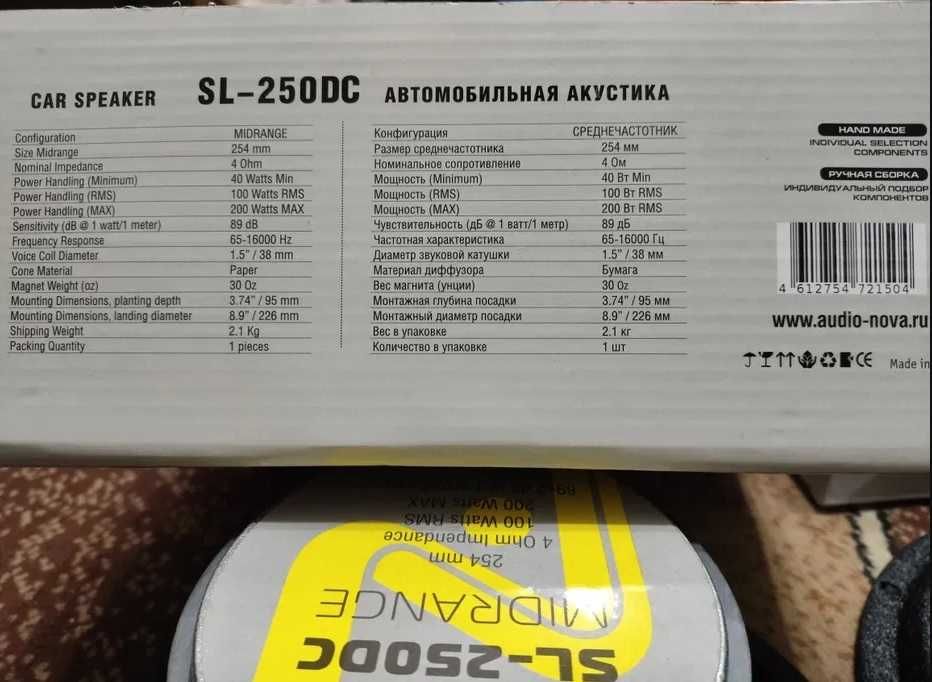 CAR SPEAKER SL-250DC АВТОМОБИЛЬНАЯ АКУСТИКА
Configuration MIDRANGE
Size Midrange 254 mm
Nominal Impedance 4 Ohm
Power Handling (Minimum) 40 Watts Min
Power Handling (RMS) 100 Watts RMS
Power Handling (MAX) 200 Watts MAX
Sensitivity (dB @ 1 watt/1 meter) 89 dB
Frequency Response 65-16000 Hz
Voice Coil Diameter 1.5" / 38 mm
Cone Material Paper
Magnet Weight (oz) 30 Oz
Mounting Dimensions, planting depth 3.74" / 95 mm
Mounting Dimensions, landing diameter 8.9" / 226 mm
Shipping Weight 2.1 Kg
Packing Quantity 1 pieces
Конфигурация СРЕДНЕЧАСТОТНИК
Размер среднечастотника 254 мм
Номинальное сопротивление 4 Ом
Мощность (Minimum) 40 Вт Min
Мощность (RMS) 100 Вт RMS
Мощность (MAX) 200 Вт RMS
Чувствительность (дБ @ 1 ватт/1 метр) 89 дБ
Частотная характеристика 65-16000 Гц
Диаметр звуковой катушки 1.5" / 38 мм
Материал диффузора Бумага
Вес магнита (унции) 30 Oz
Монтажная глубина посадки 3.74" / 95 мм
Монтажный диаметр посадки 8.9" / 226 мм
Вес в упаковке 2.1 кг
Количество в упаковке 1 шт
HAND MADE
INDIVIDUAL SELECTION
COMPONENTS
РУЧНАЯ СБОРКА
ИНДИВИДУАЛЬНЫЙ ПОДБОР
КОМПОНЕНТОВ
4 612754 721504
www.audio-nova.ru
CE Made in
SL-250DC
MIDRANGE
254 mm
4 Ohm Impendance
100 Watts RMS
200 Watts MAX